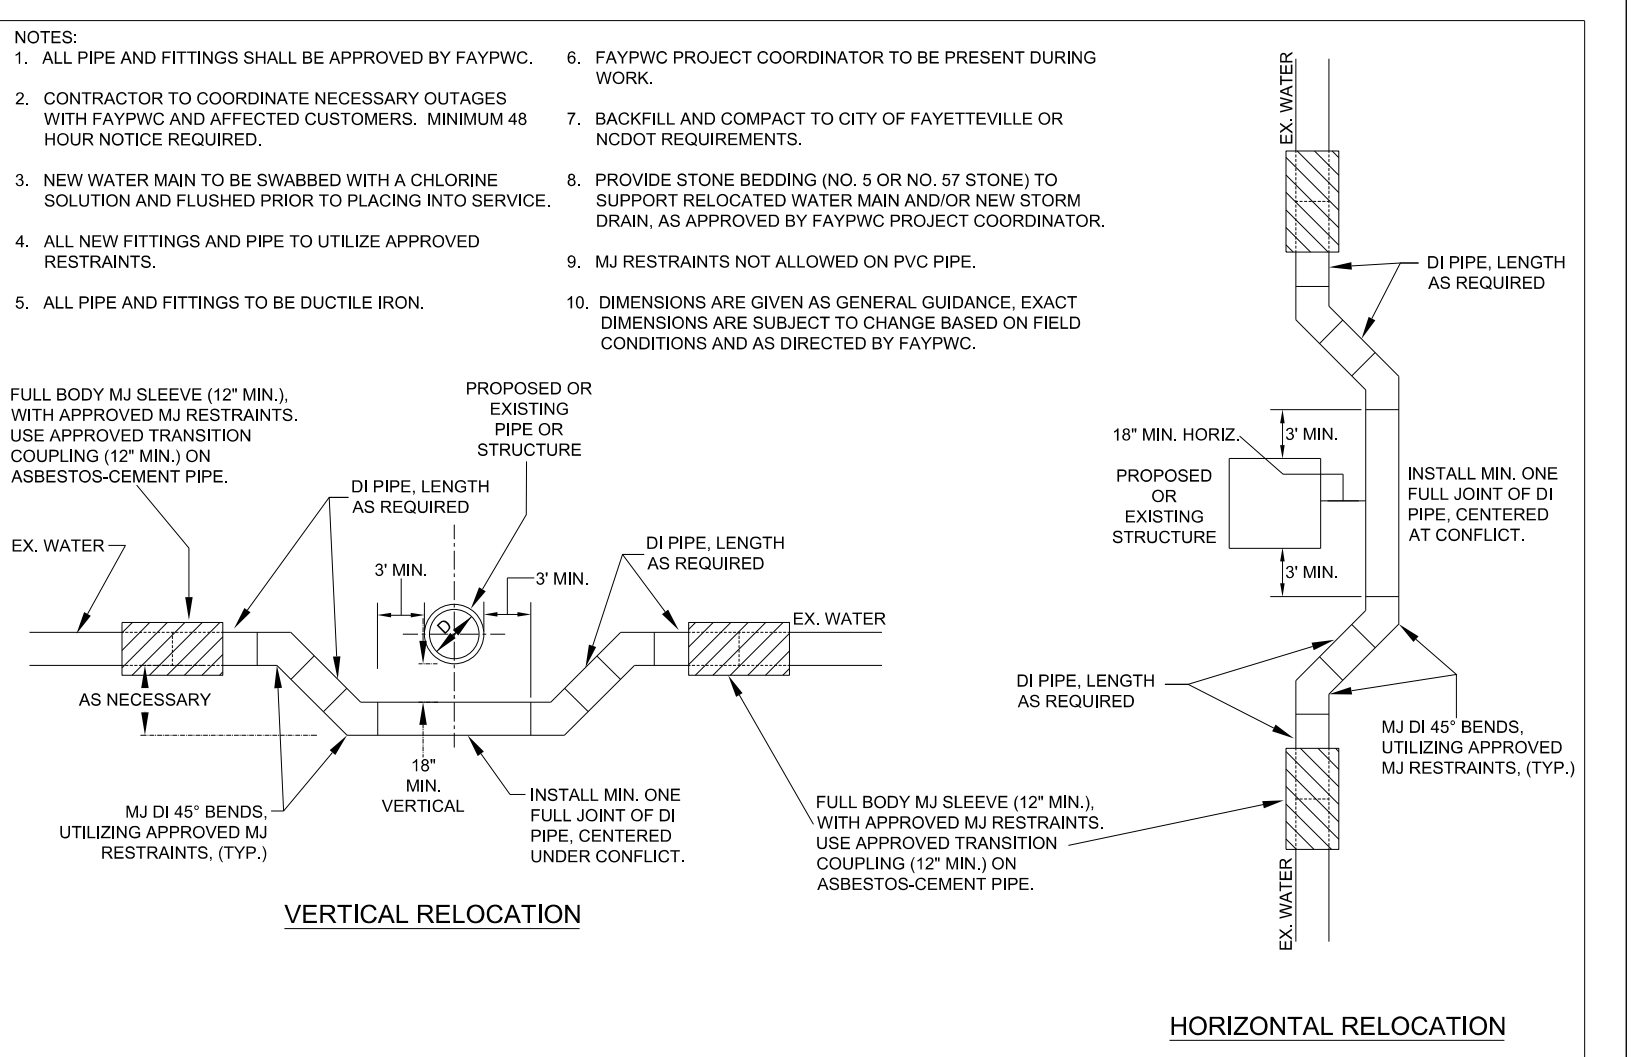 NOTES:
1. ALL PIPE AND FITTINGS SHALL BE APPROVED BY FAYPWC.
2. CONTRACTOR TO COORDINATE NECESSARY OUTAGES
WITH FAYPWC AND AFFECTED CUSTOMERS. MINIMUM 48
HOUR NOTICE REQUIRED.
3. NEW WATER MAIN TO BE SWABBED WITH A CHLORINE
SOLUTION AND FLUSHED PRIOR TO PLACING INTO SERVICE.
4. ALL NEW FITTINGS AND PIPE TO UTILIZE APPROVED
RESTRAINTS.
5. ALL PIPE AND FITTINGS TO BE DUCTILE IRON.
6. FAYPWC PROJECT COORDINATOR TO BE PRESENT DURING
WORK.
7. BACKFILL AND COMPACT TO CITY OF FAYETTEVILLE OR
NCDOT REQUIREMENTS.
8. PROVIDE STONE BEDDING (NO. 5 OR NO. 57 STONE) TO
SUPPORT RELOCATED WATER MAIN AND/OR NEW STORM
DRAIN, AS APPROVED BY FAYPWC PROJECT COORDINATOR.
9. MJ RESTRAINTS NOT ALLOWED ON PVC PIPE.
10. DIMENSIONS ARE GIVEN AS GENERAL GUIDANCE, EXACT
DIMENSIONS ARE SUBJECT TO CHANGE BASED ON FIELD
CONDITIONS AND AS DIRECTED BY FAYPWC.
FULL BODY MJ SLEEVE (12" MIN.),
WITH APPROVED MJ RESTRAINTS.
USE APPROVED TRANSITION
COUPLING (12" MIN.) ON
ASBESTOS-CEMENT PIPE.
PROPOSED OR
EXISTING
PIPE OR
STRUCTURE
DI PIPE, LENGTH
AS REQUIRED
EX. WATER
3' MIN.
3' MIN.
D
DI PIPE, LENGTH
AS REQUIRED
EX. WATER
AS NECESSARY
18"
MIN.
VERTICAL
MJ DI 45° BENDS,
UTILIZING APPROVED MJ
RESTRAINTS, (TYP.)
INSTALL MIN. ONE
FULL JOINT OF DI
PIPE, CENTERED
UNDER CONFLICT.
FULL BODY MJ SLEEVE (12" MIN.),
WITH APPROVED MJ RESTRAINTS.
USE APPROVED TRANSITION
COUPLING (12" MIN.) ON
ASBESTOS-CEMENT PIPE.
VERTICAL RELOCATION
EX. WATER
DI PIPE, LENGTH
AS REQUIRED
18" MIN. HORIZ.
3' MIN.
PROPOSED
OR
EXISTING
STRUCTURE
INSTALL MIN. ONE
FULL JOINT OF DI
PIPE, CENTERED
AT CONFLICT.
3' MIN.
DI PIPE, LENGTH
AS REQUIRED
MJ DI 45° BENDS,
UTILIZING APPROVED
MJ RESTRAINTS, (TYP.)
EX. WATER
HORIZONTAL RELOCATION